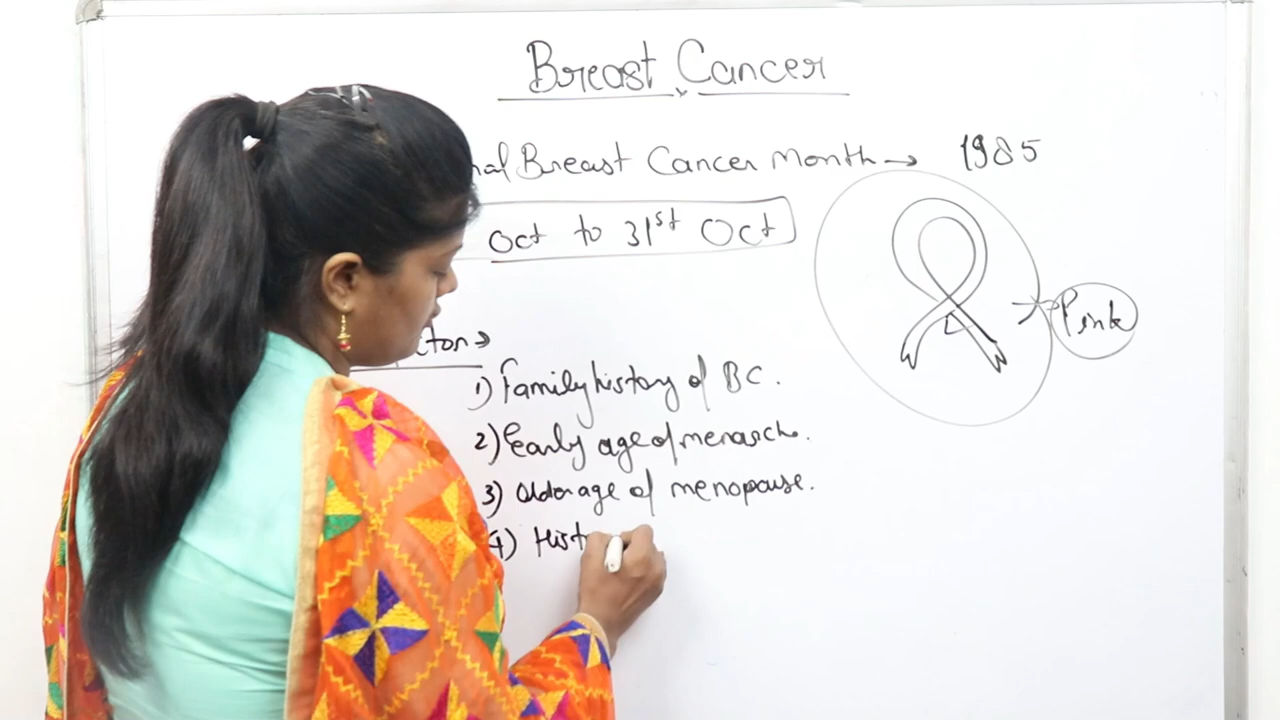 Breast Cancer
nal Breast Cancer Month → 1985
Oct to 31st Oct
Pink
ctor →
1) Family history of BC.
2) Early age of menarch.
3) Older age of menopause.
4) Hist